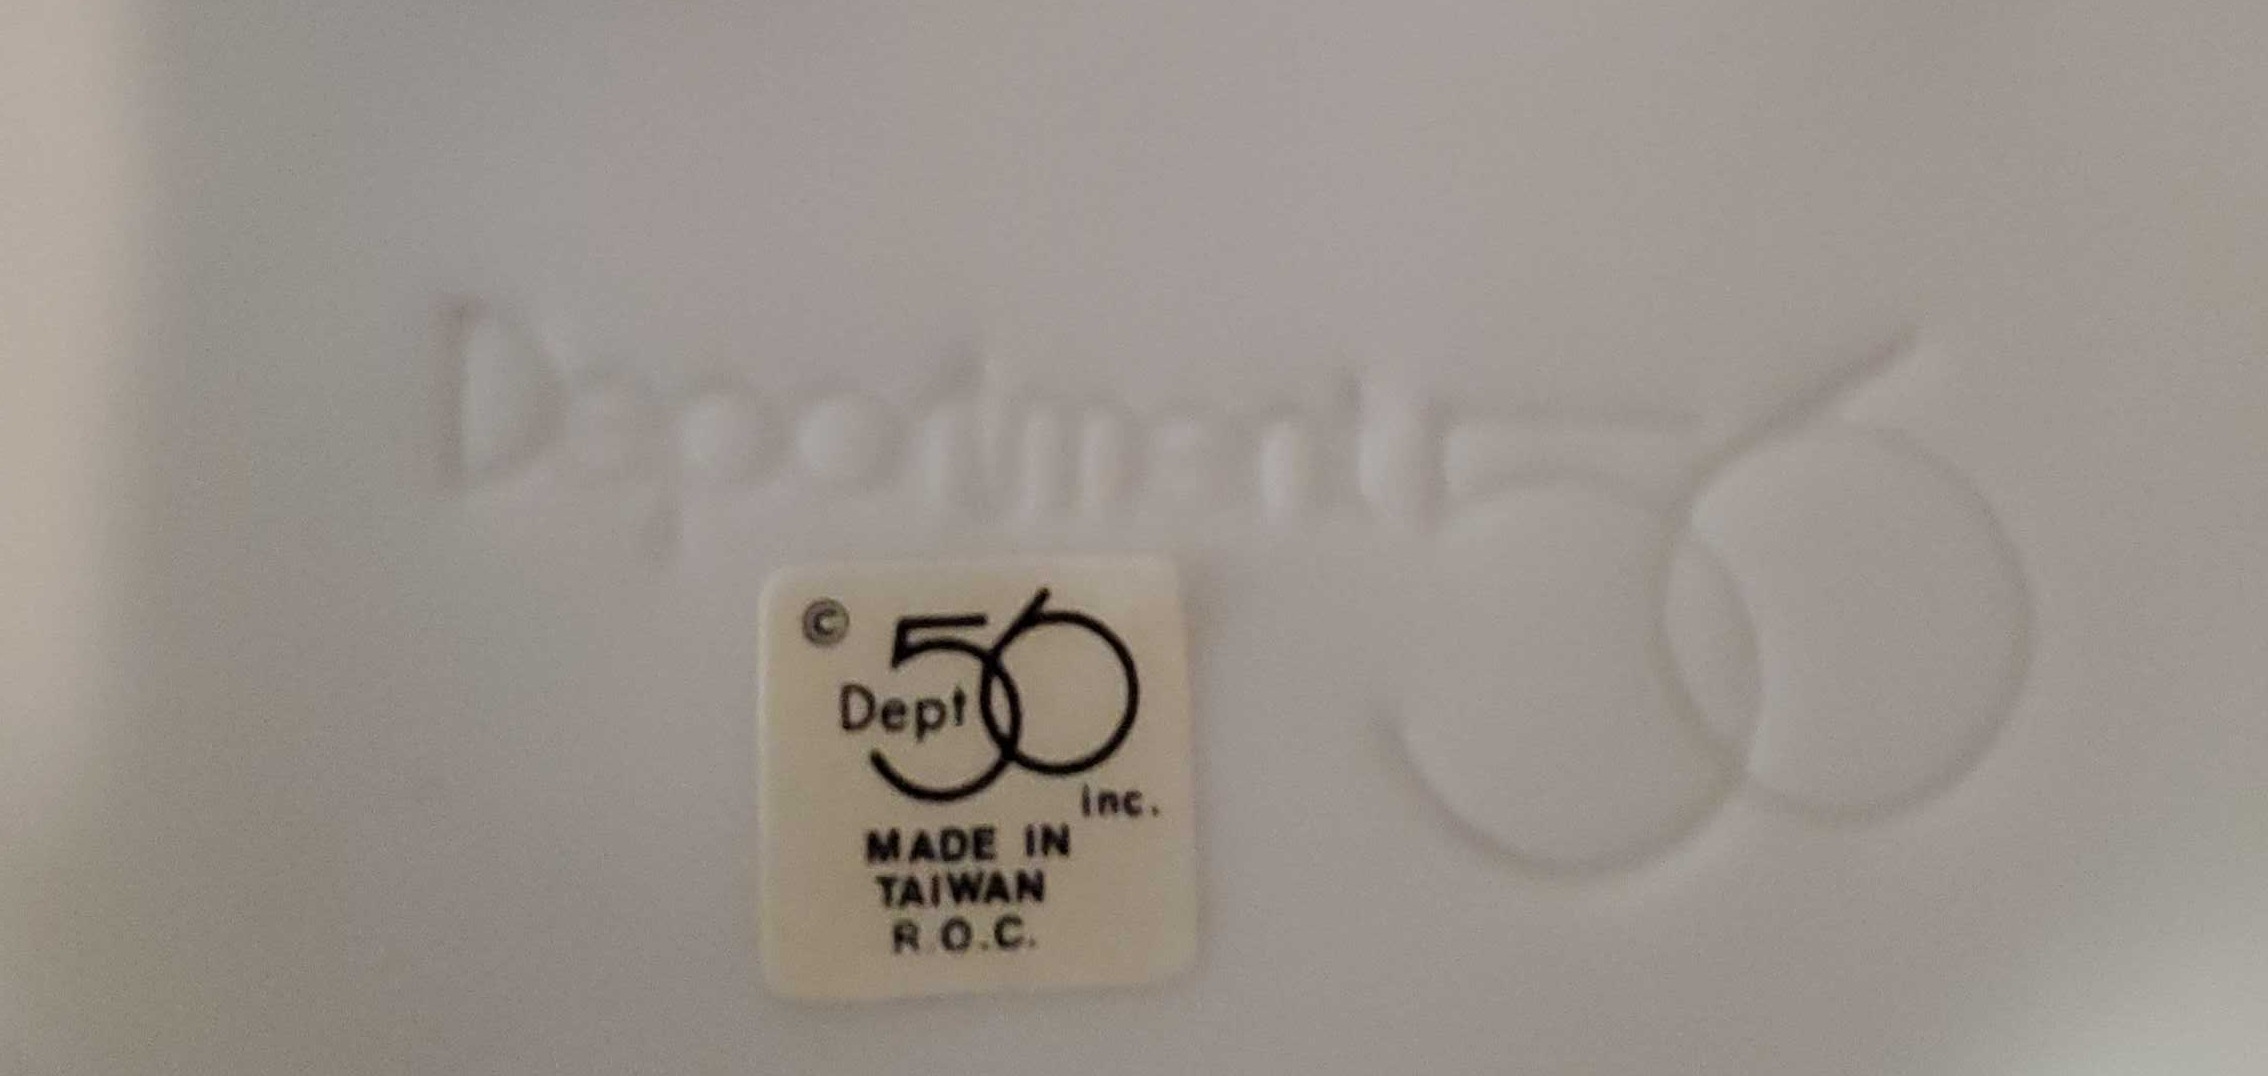 Department 56
© 56
Dept
inc.
MADE IN
TAIWAN
R.O.C.